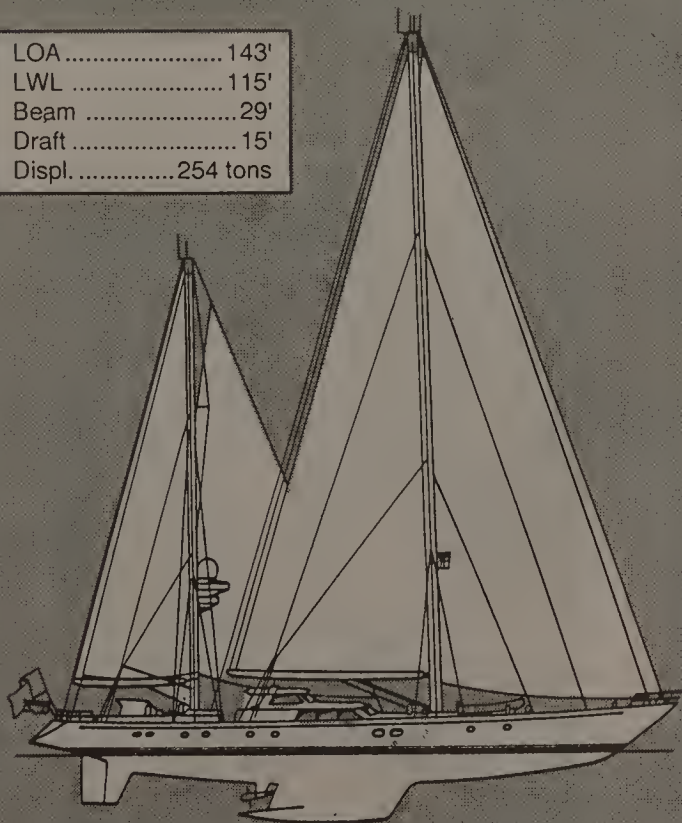 LOA ...................... 143'
LWL ..................... 115'
Beam ..................... 29'
Draft ...................... 15'
Displ. .............. 254 tons